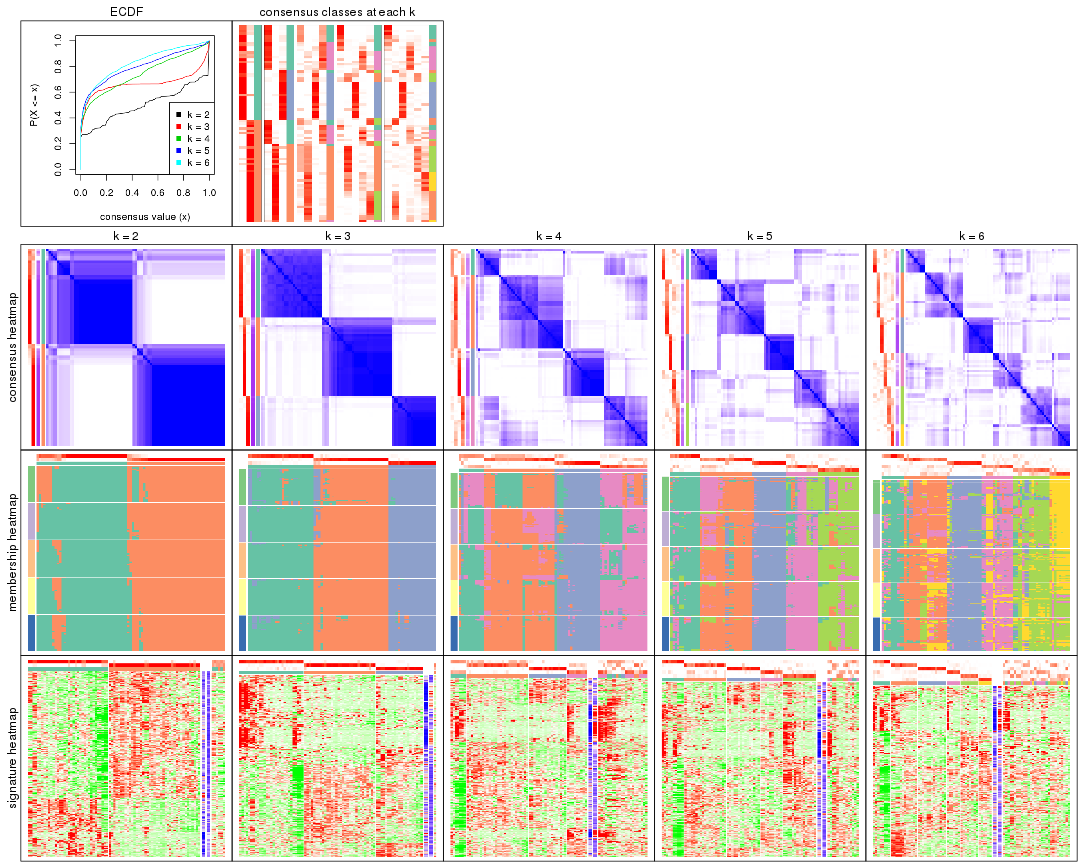 ECDF
consensus classes at each k
P(X <= x)
0.0 0.2 0.4 0.6 0.8 1.0
k = 2
k = 3
k = 4
k = 5
k = 6
0.0 0.2 0.4 0.6 0.8 1.0
consensus value (x)
k = 2
k = 3
k = 4
k = 5
k = 6
consensus heatmap
membership heatmap
signature heatmap